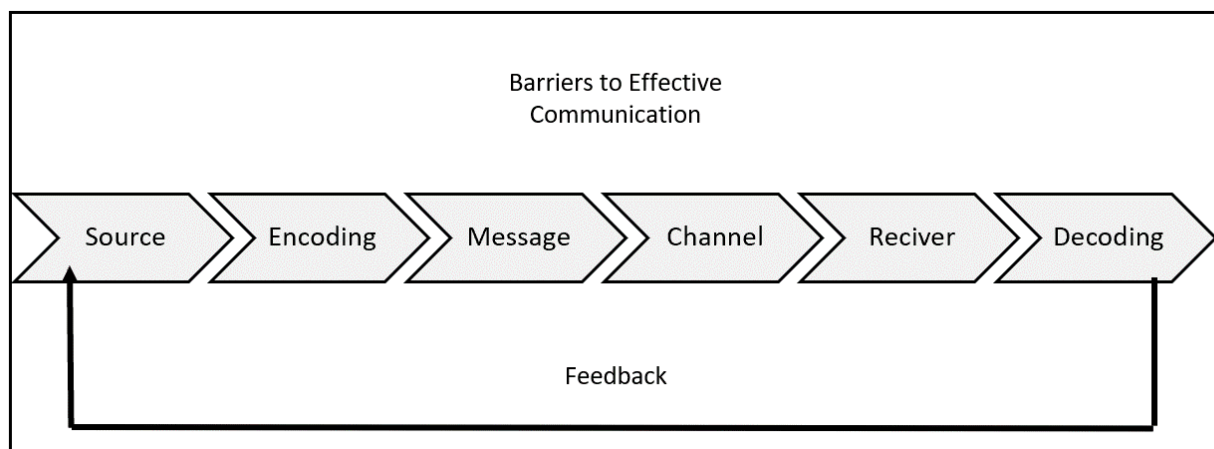 Barriers to Effective
Communication
Source
Encoding
Message
Channel
Reciver
Decoding
Feedback